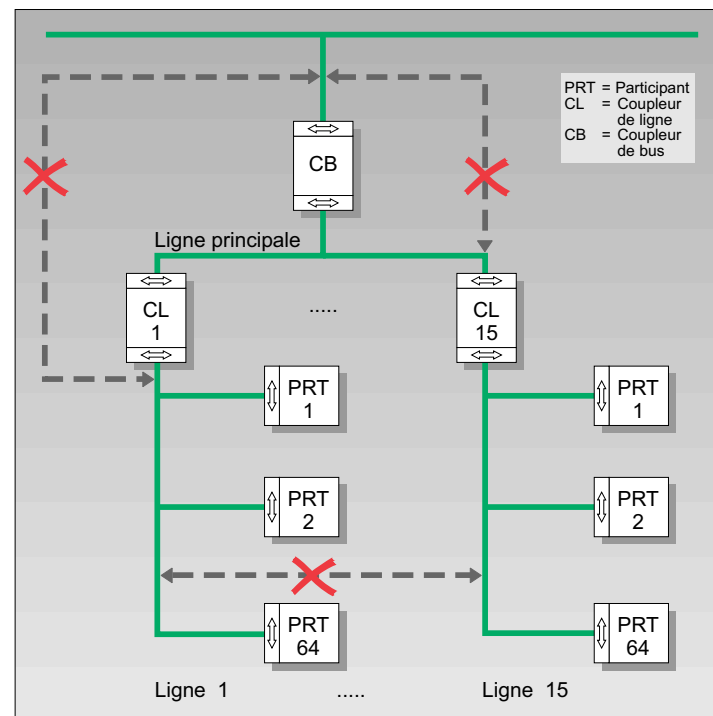 PRT = Participant
CL = Coupleur
de ligne
CB = Coupleur
de bus
CB
Ligne principale
CL
1
.....
CL
15
PRT
1
PRT
1
PRT
2
PRT
2
PRT
64
PRT
64
Ligne 1
.....
Ligne 15